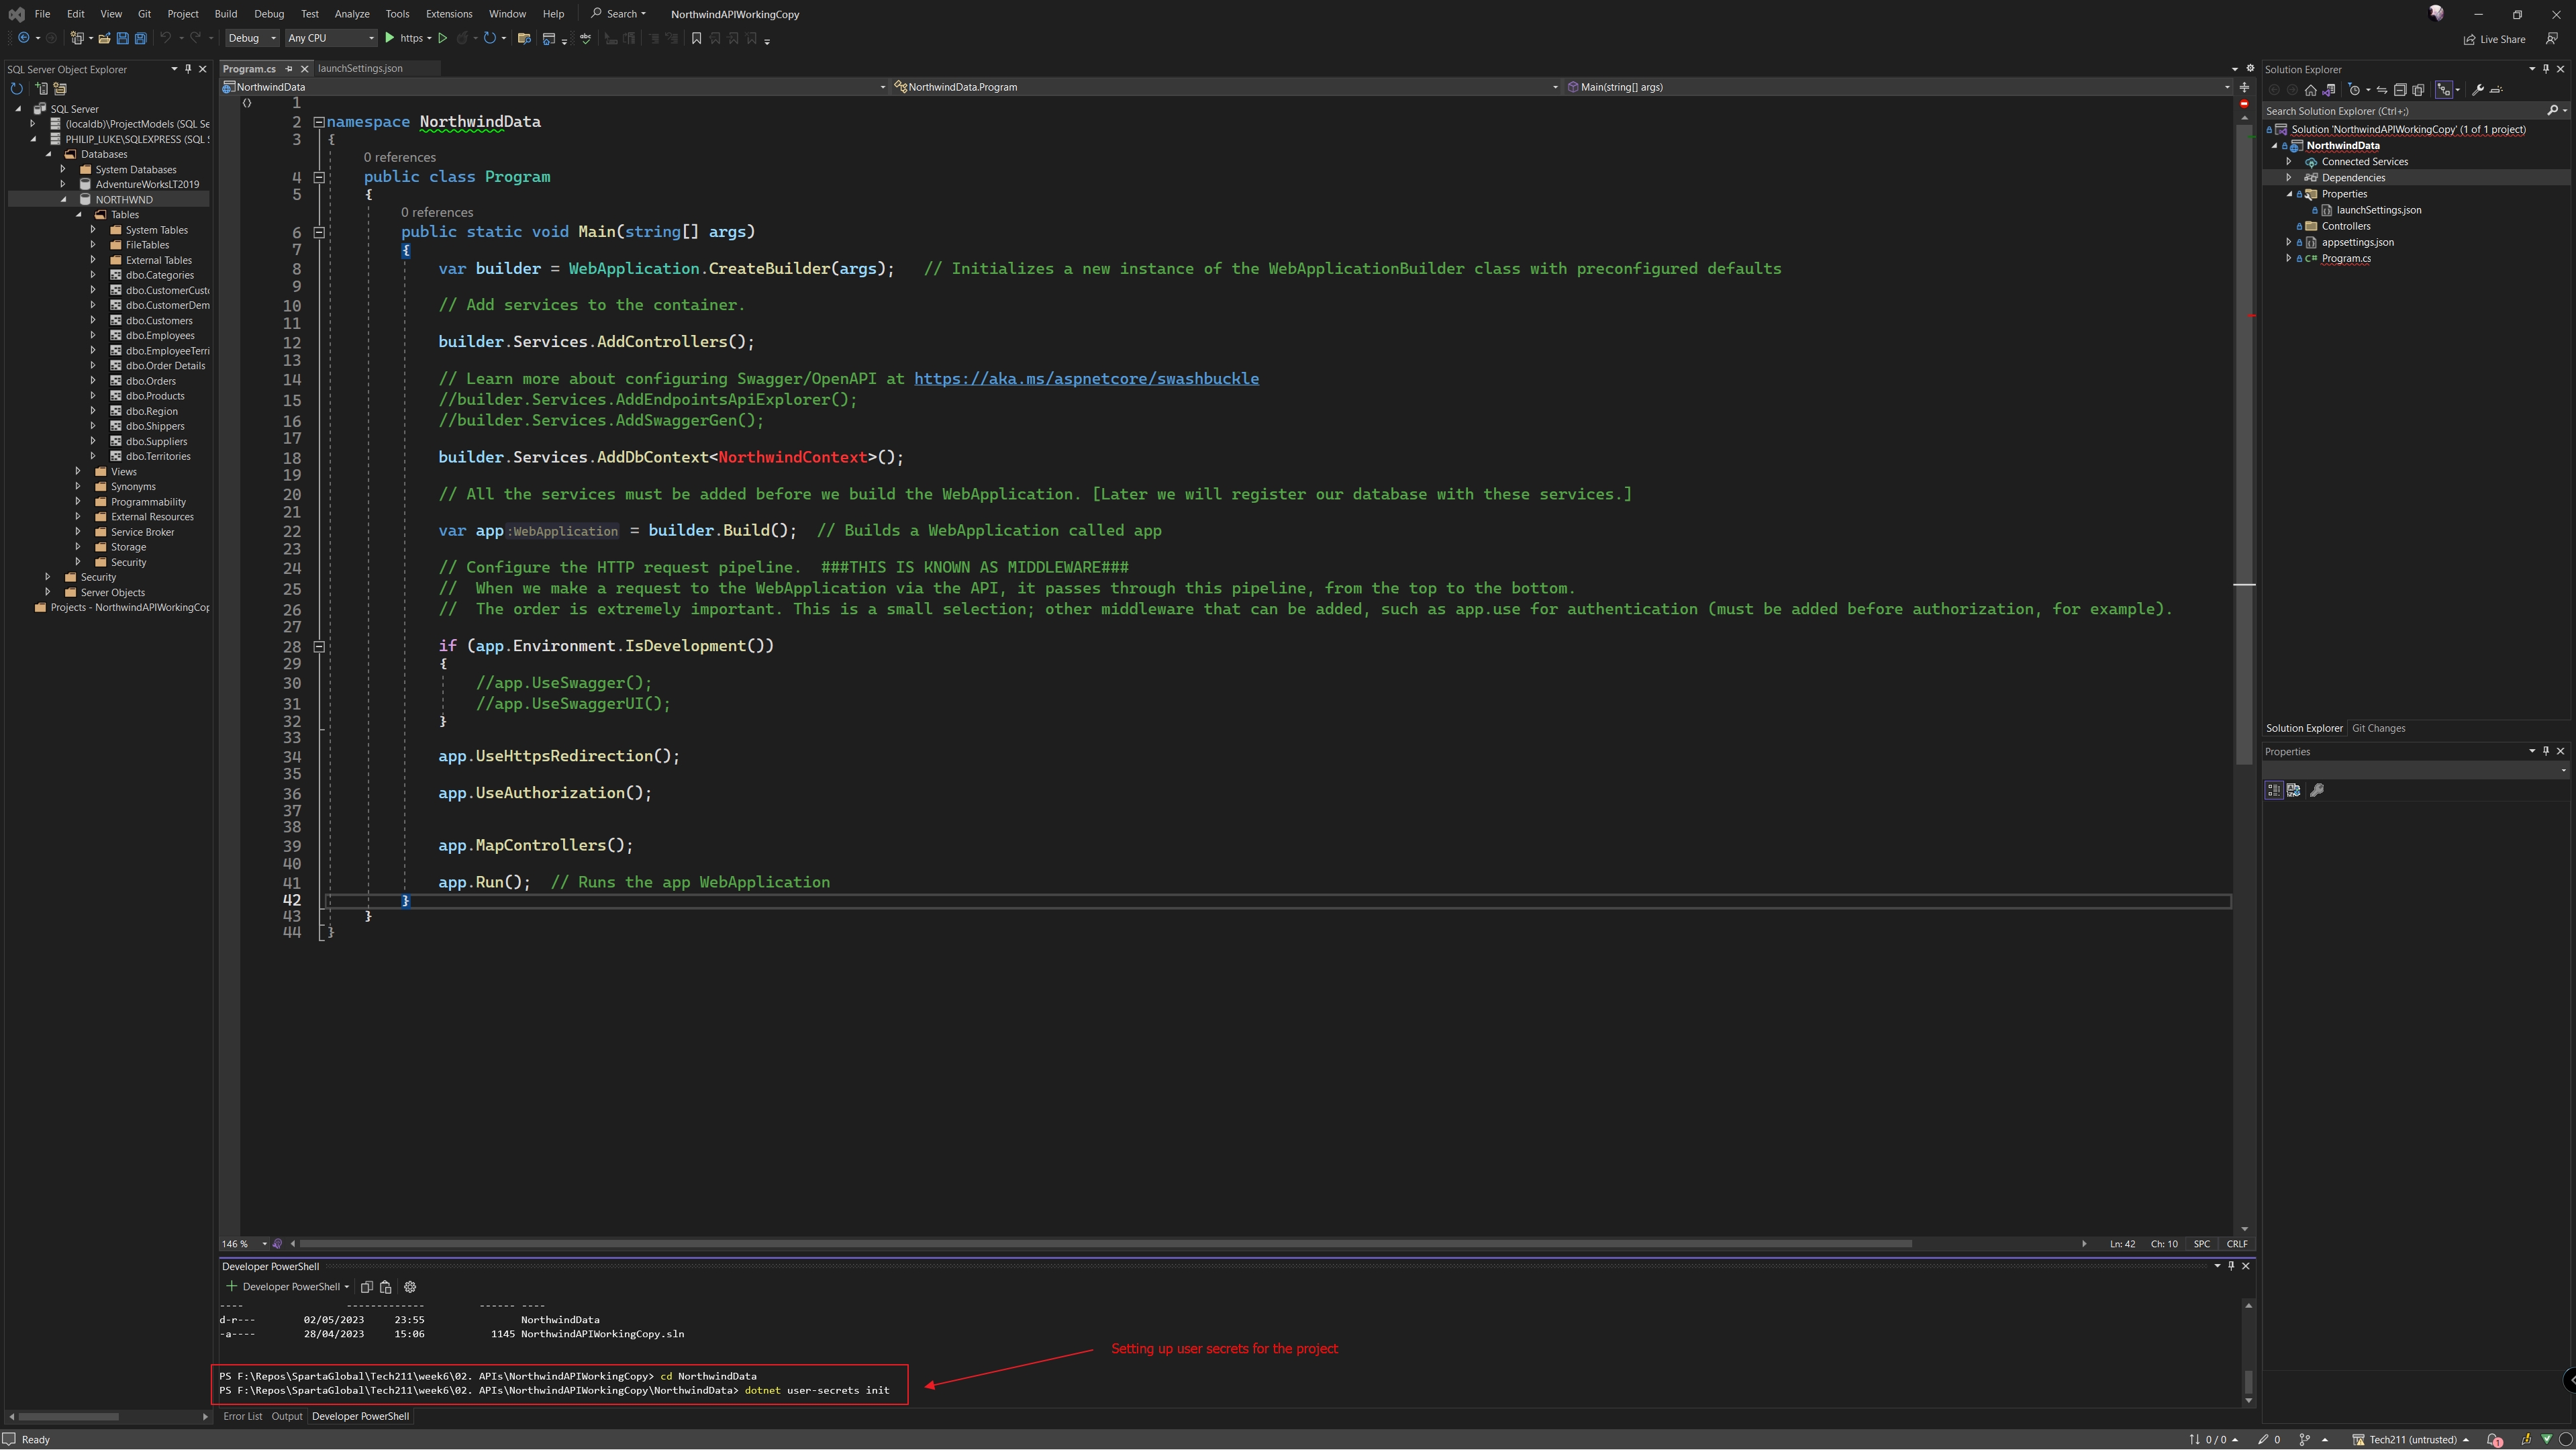 File Edit View Git Project Build Debug Test Analyze Tools Extensions Window Help Search NorthwindAPIWorkingCopy
Debug Any CPU https Live Share
SQL Server Object Explorer
SQL Server
(localdb)\ProjectModels (SQL Se
PHILIP_LUKE\SQLEXPRESS (SQL S
Databases
System Databases
AdventureWorksLT2019
NORTHWND
Tables
System Tables
FileTables
External Tables
dbo.Categories
dbo.CustomerCusto
dbo.CustomerDem
dbo.Customers
dbo.Employees
dbo.EmployeeTerri
dbo.Order Details
dbo.Orders
dbo.Products
dbo.Region
dbo.Shippers
dbo.Suppliers
dbo.Territories
Views
Synonyms
Programmability
External Resources
Service Broker
Storage
Security
Security
Server Objects
Projects - NorthwindAPIWorkingCop
Program.cs launchSettings.json
NorthwindData NorthwindData.Program Main(string[] args)
1
2 namespace NorthwindData
3 {
0 references
4 public class Program
5 {
0 references
6 public static void Main(string[] args)
7 {
8 var builder = WebApplication.CreateBuilder(args); // Initializes a new instance of the WebApplicationBuilder class with preconfigured defaults
9
10 // Add services to the container.
11
12 builder.Services.AddControllers();
13
14 // Learn more about configuring Swagger/OpenAPI at https://aka.ms/aspnetcore/swashbuckle
15 //builder.Services.AddEndpointsApiExplorer();
16 //builder.Services.AddSwaggerGen();
17
18 builder.Services.AddDbContext<NorthwindContext>();
19
20 // All the services must be added before we build the WebApplication. [Later we will register our database with these services.]
21
22 var app:WebApplication = builder.Build(); // Builds a WebApplication called app
23
24 // Configure the HTTP request pipeline. ###THIS IS KNOWN AS MIDDLEWARE###
25 // When we make a request to the WebApplication via the API, it passes through this pipeline, from the top to the bottom.
26 // The order is extremely important. This is a small selection; other middleware that can be added, such as app.use for authentication (must be added before authorization, for example).
27
28 if (app.Environment.IsDevelopment())
29 {
30 //app.UseSwagger();
31 //app.UseSwaggerUI();
32 }
33
34 app.UseHttpsRedirection();
35
36 app.UseAuthorization();
37
38
39 app.MapControllers();
40
41 app.Run(); // Runs the app WebApplication
42 }
43 }
44 }
146 % Ln: 42 Ch: 10 SPC CRLF
Developer PowerShell
Developer PowerShell
---- ------------- ------ ----
d-r--- 02/05/2023 23:55 NorthwindData
-a---- 28/04/2023 15:06 1145 NorthwindAPIWorkingCopy.sln
Setting up user secrets for the project
PS F:\Repos\SpartaGlobal\Tech211\week6\02. APIs\NorthwindAPIWorkingCopy> cd NorthwindData
PS F:\Repos\SpartaGlobal\Tech211\week6\02. APIs\NorthwindAPIWorkingCopy\NorthwindData> dotnet user-secrets init
Error List Output Developer PowerShell
Solution Explorer
Search Solution Explorer (Ctrl+;)
Solution 'NorthwindAPIWorkingCopy' (1 of 1 project)
NorthwindData
Connected Services
Dependencies
Properties
launchSettings.json
Controllers
appsettings.json
Program.cs
Solution Explorer Git Changes
Properties
Ready 0 / 0 0 Tech211 (untrusted) 1